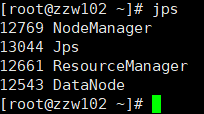 [root@zzw102 ~]# jps
12769 NodeManager
13044 Jps
12661 ResourceManager
12543 DataNode
[root@zzw102 ~]#